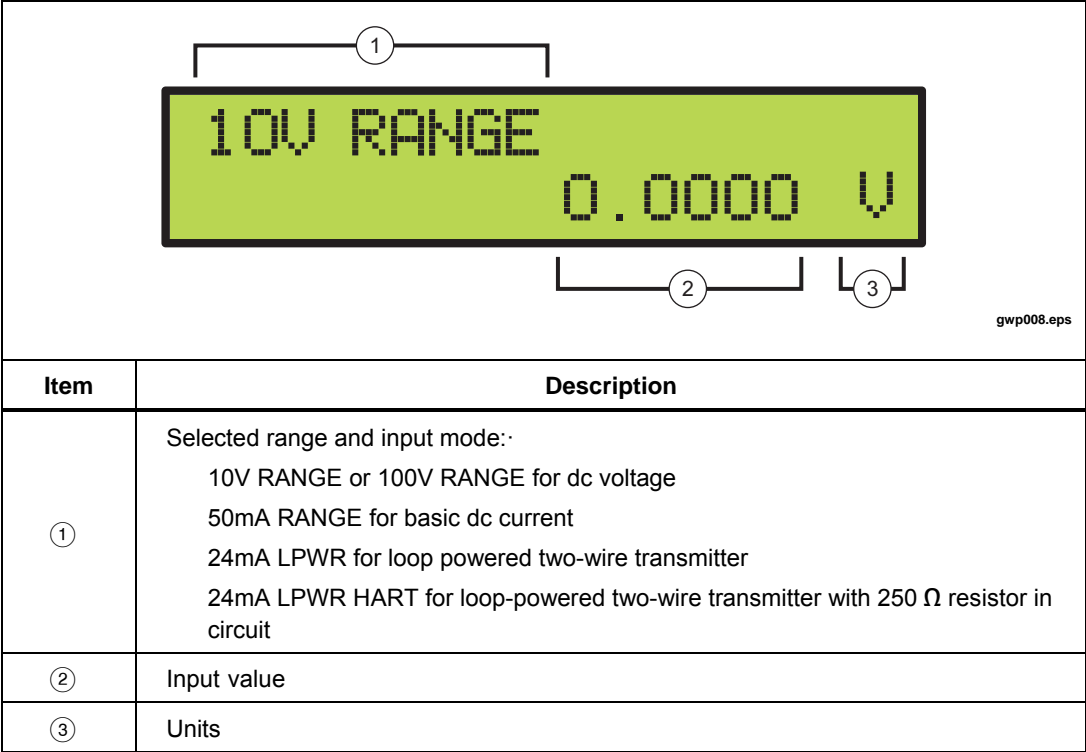 ①
10V RANGE
0.0000 V
② ③
gwp008.eps
Item Description
① Selected range and input mode:·
10V RANGE or 100V RANGE for dc voltage
50mA RANGE for basic dc current
24mA LPWR for loop powered two-wire transmitter
24mA LPWR HART for loop-powered two-wire transmitter with 250 Ω resistor in
circuit
② Input value
③ Units